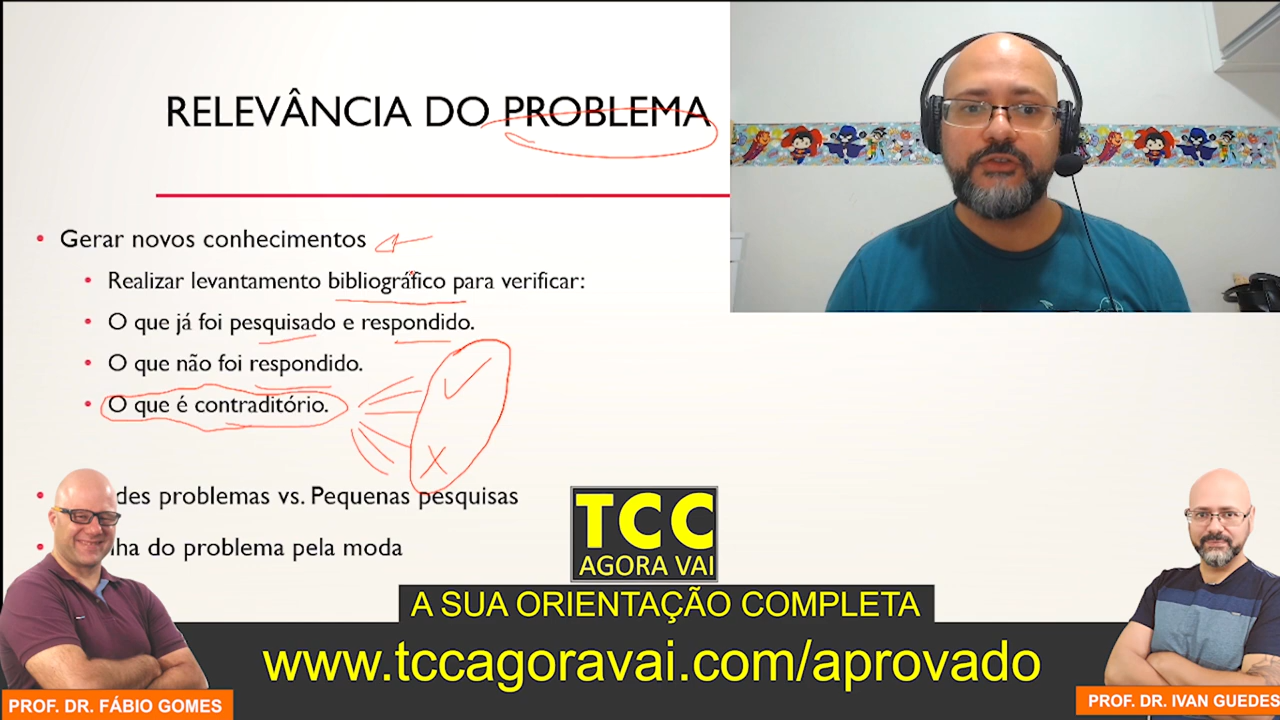 RELEVÂNCIA DO PROBLEMA
Gerar novos conhecimentos
Realizar levantamento bibliográfico para verificar:
O que já foi pesquisado e respondido.
O que não foi respondido.
O que é contraditório.
des problemas vs. Pequenas pesquisas
lha do problema pela moda
TCC
AGORA VAI
A SUA ORIENTAÇÃO COMPLETA
www.tccagoravai.com/aprovado
PROF. DR. FÁBIO GOMES
PROF. DR. IVAN GUEDES